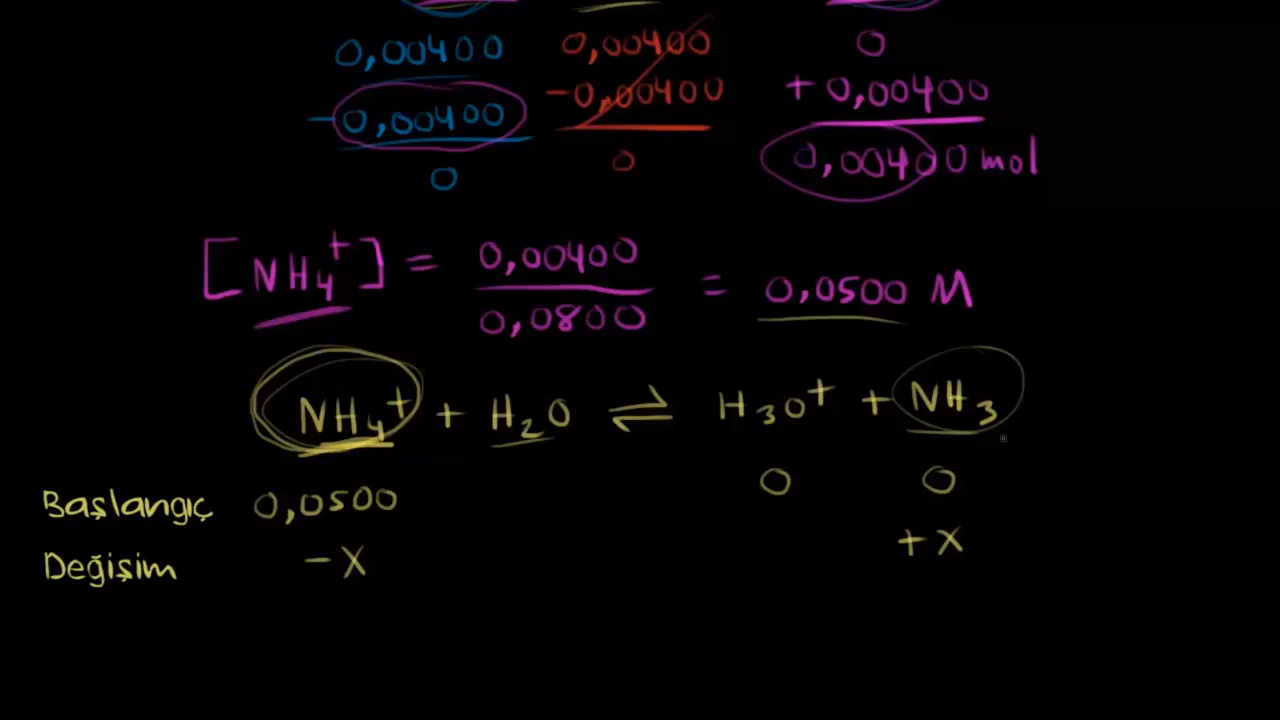 0,00400 0,00400 0
-0,00400 -0,00400 +0,00400
0 0 0,00400 mol
[NH₄⁺] = 0,00400 / 0,0800 = 0,0500 M
NH₄⁺ + H₂O ⇌ H₃O⁺ + NH₃
Başlangıç 0,0500 0 0
Değişim -X +X